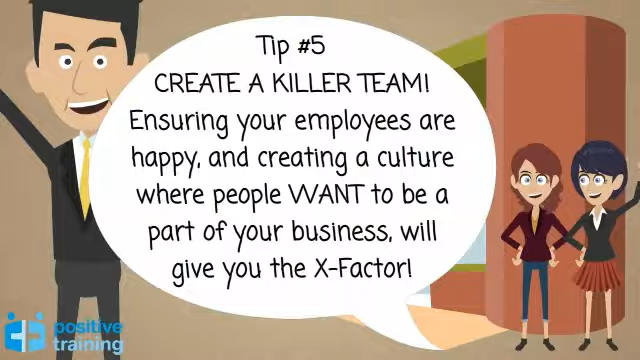 Tip #5
CREATE A KILLER TEAM!
Ensuring your employees are
happy, and creating a culture
where people WANT to be a
part of your business, will
give you the X-Factor!
positive
training